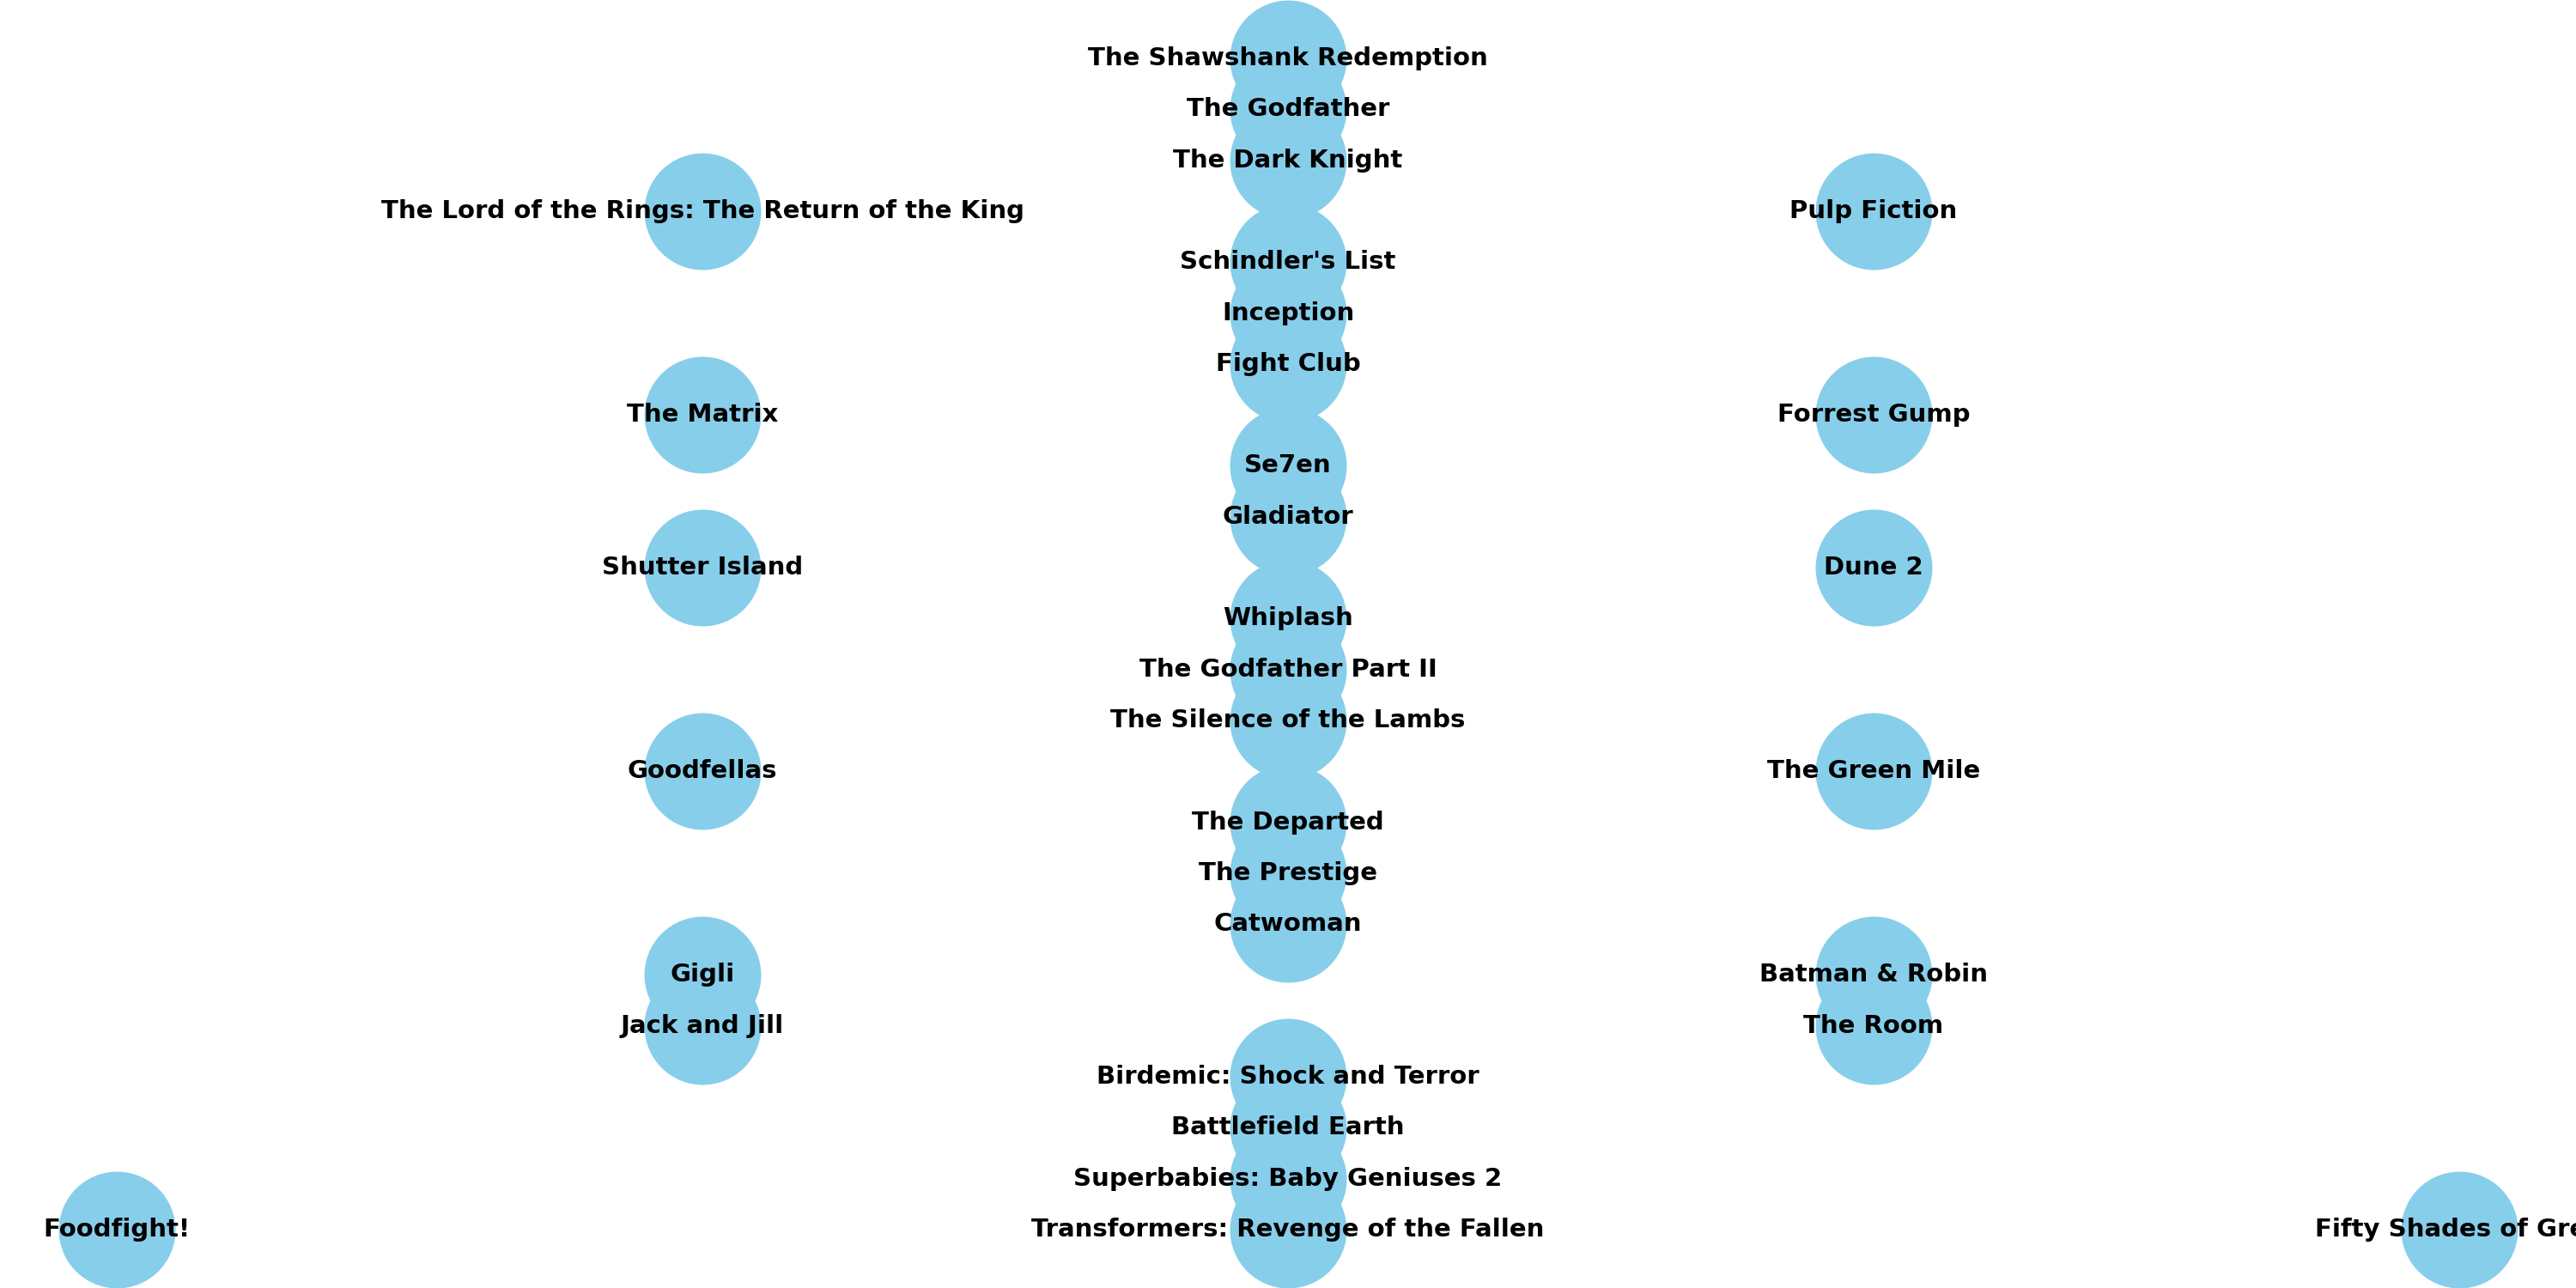 The Shawshank Redemption
The Godfather
The Dark Knight
The Lord of the Rings: The Return of the King
Pulp Fiction
Schindler's List
Inception
Fight Club
The Matrix
Forrest Gump
Se7en
Gladiator
Shutter Island
Dune 2
Whiplash
The Godfather Part II
The Silence of the Lambs
Goodfellas
The Green Mile
The Departed
The Prestige
Catwoman
Gigli
Batman & Robin
Jack and Jill
The Room
Birdemic: Shock and Terror
Battlefield Earth
Superbabies: Baby Geniuses 2
Foodfight!
Transformers: Revenge of the Fallen
Fifty Shades of Gre